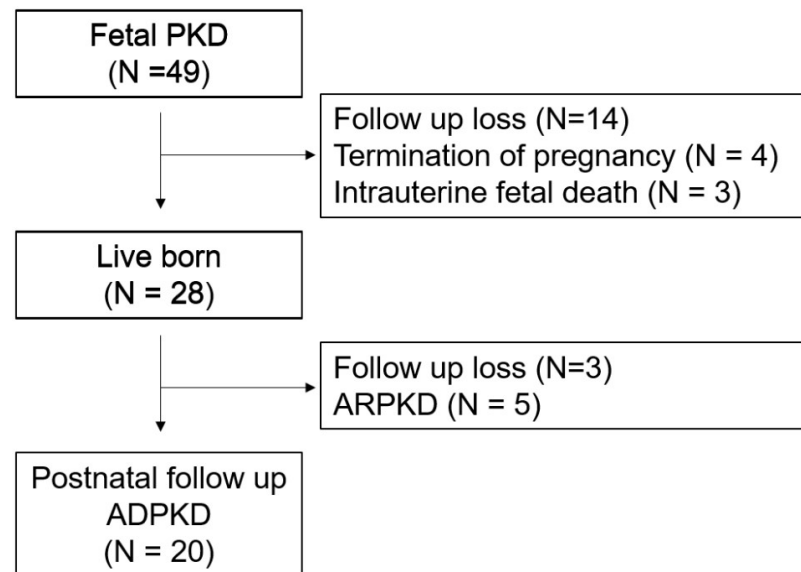 Fetal PKD
(N =49)
Follow up loss (N=14)
Termination of pregnancy (N = 4)
Intrauterine fetal death (N = 3)
Live born
(N = 28)
Follow up loss (N=3)
ARPKD (N = 5)
Postnatal follow up
ADPKD
(N = 20)